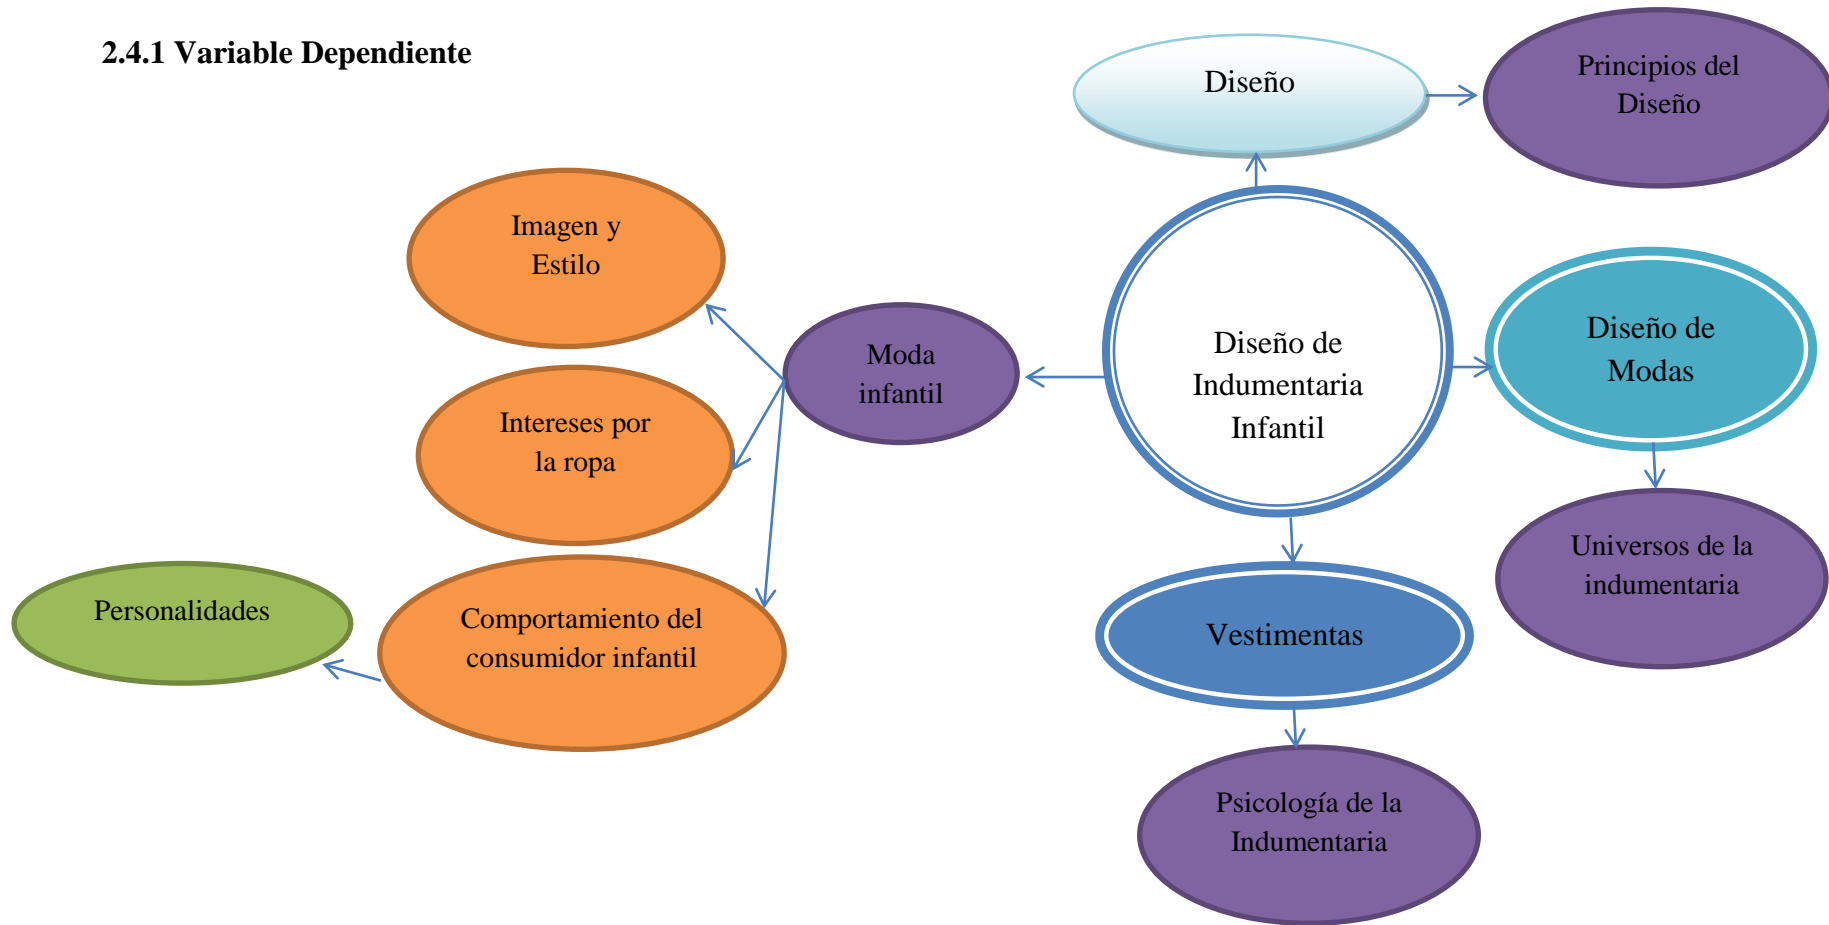 2.4.1 Variable Dependiente
Diseño
Principios del
Diseño
Imagen y
Estilo
Moda
infantil
Diseño de
Indumentaria
Infantil
Diseño de
Modas
Intereses por
la ropa
Universos de la
indumentaria
Personalidades
Comportamiento del
consumidor infantil
Vestimentas
Psicología de la
Indumentaria